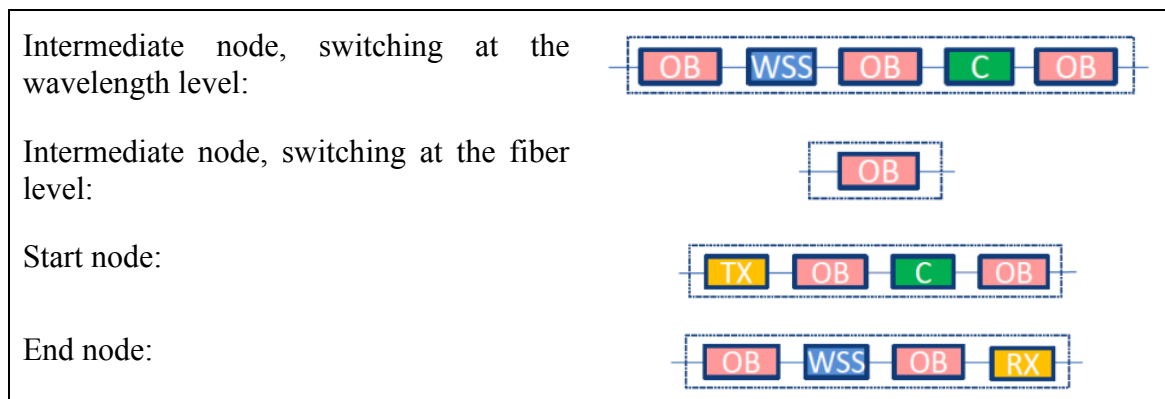 Intermediate node, switching at the
wavelength level:
OB WSS OB C OB
Intermediate node, switching at the fiber
level:
OB
Start node:
TX OB C OB
End node:
OB WSS OB RX